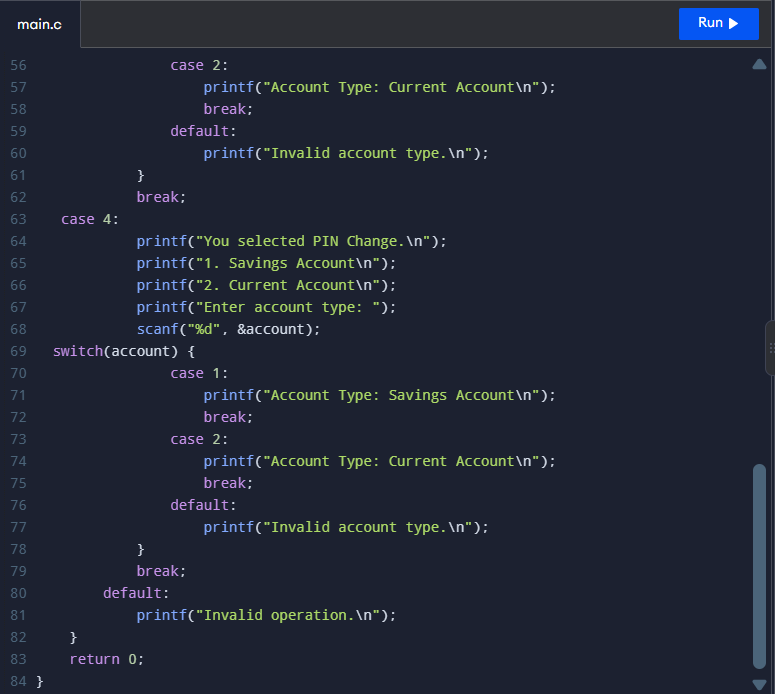 main.c
Run
56 case 2:
57 printf("Account Type: Current Account\n");
58 break;
59 default:
60 printf("Invalid account type.\n");
61 }
62 break;
63 case 4:
64 printf("You selected PIN Change.\n");
65 printf("1. Savings Account\n");
66 printf("2. Current Account\n");
67 printf("Enter account type: ");
68 scanf("%d", &account);
69 switch(account) {
70 case 1:
71 printf("Account Type: Savings Account\n");
72 break;
73 case 2:
74 printf("Account Type: Current Account\n");
75 break;
76 default:
77 printf("Invalid account type.\n");
78 }
79 break;
80 default:
81 printf("Invalid operation.\n");
82 }
83 return 0;
84 }